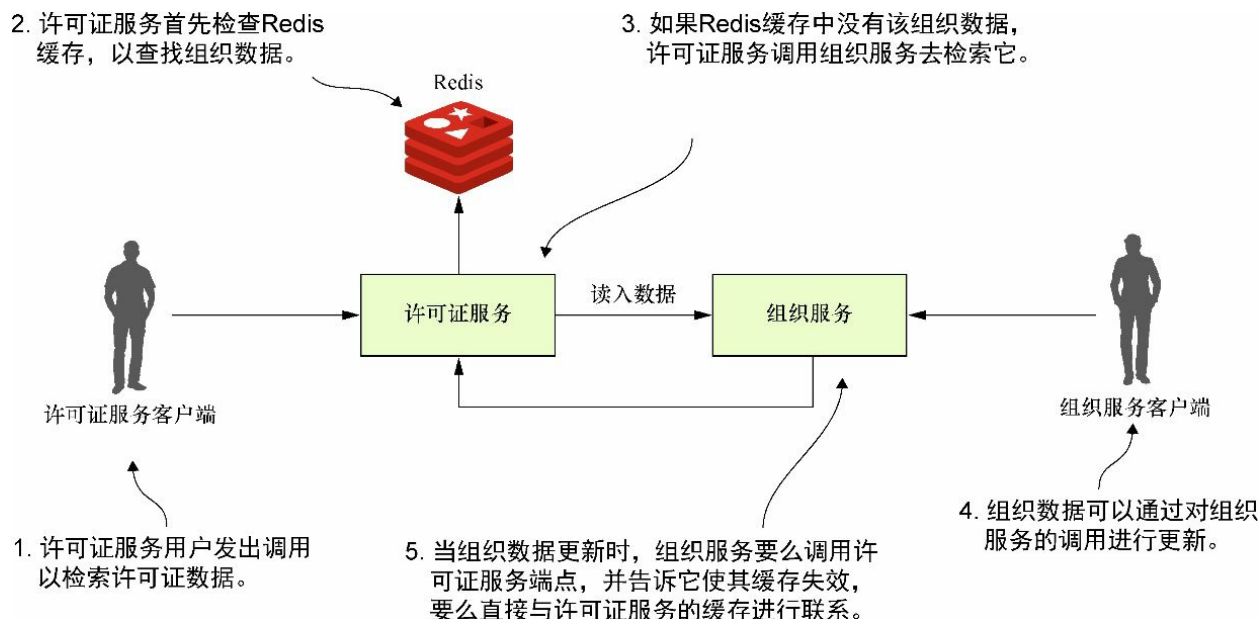 2. 许可证服务首先检查Redis
缓存，以查找组织数据。
3. 如果Redis缓存中没有该组织数据，
许可证服务调用组织服务去检索它。
Redis
许可证服务
读入数据
组织服务
许可证服务客户端
组织服务客户端
1. 许可证服务用户发出调用
以检索许可证数据。
5. 当组织数据更新时，组织服务要么调用许
可证服务端点，并告诉它使其缓存失效，
要么直接与许可证服务的缓存进行联系。
4. 组织数据可以通过对组织
服务的调用进行更新。